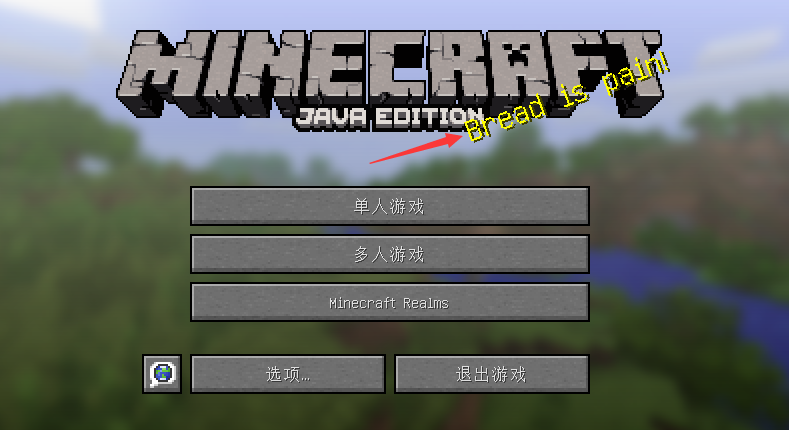 MINECRAFT
JAVA EDITION
Bread is pain!
单人游戏
多人游戏
Minecraft Realms
选项...
退出游戏